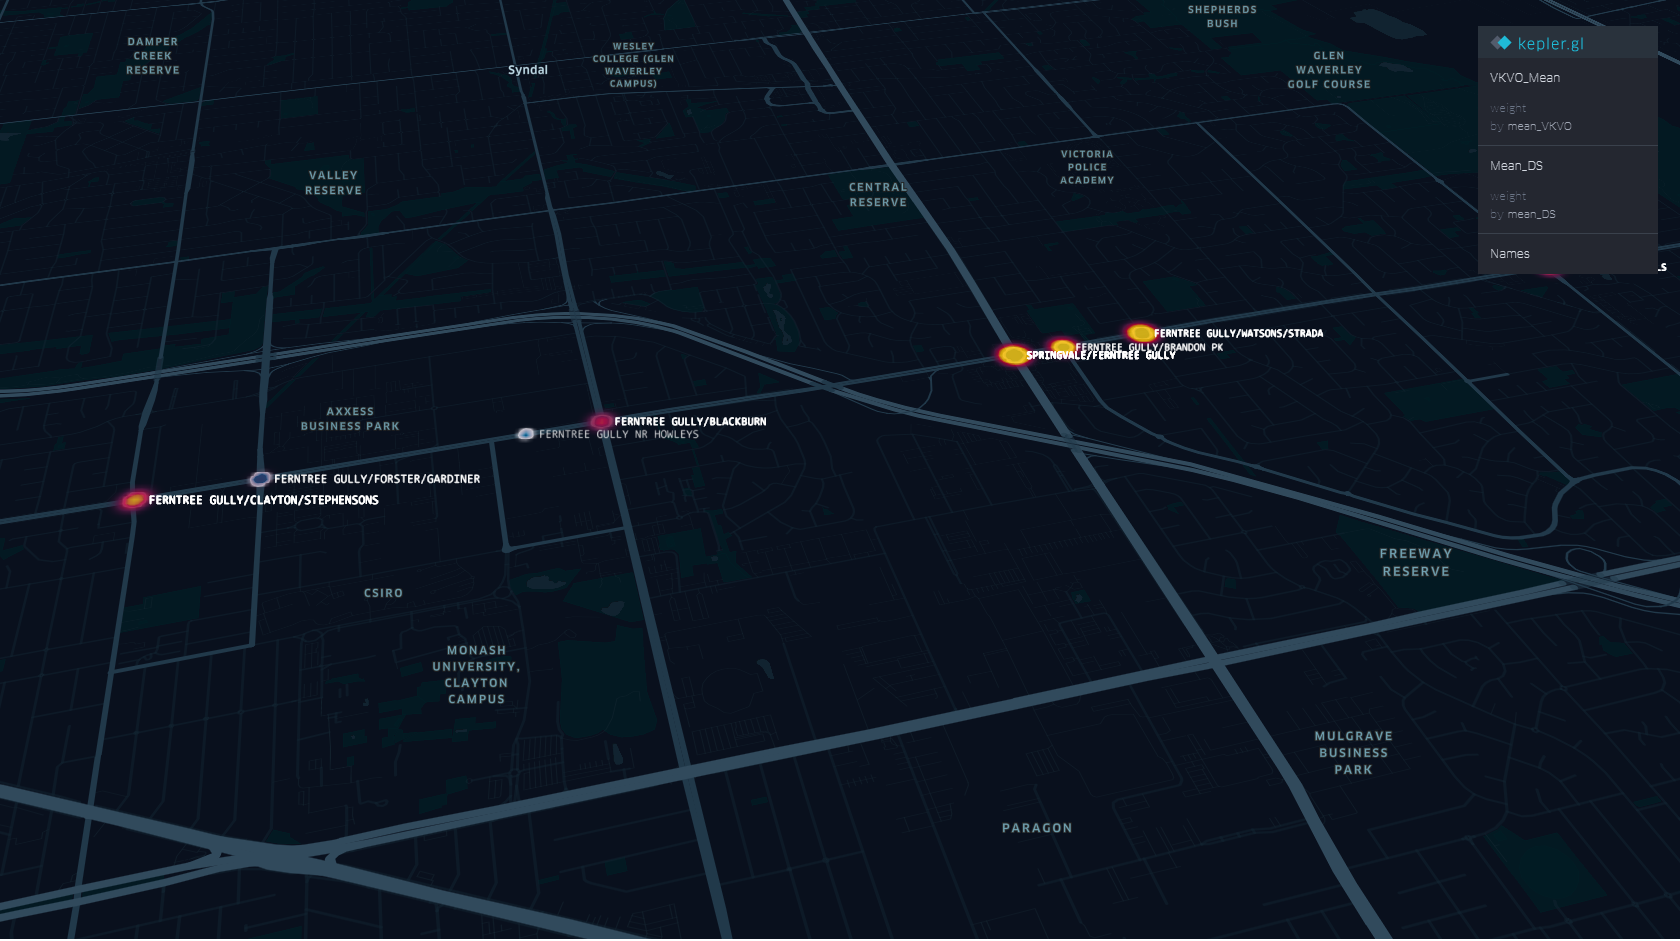 SHEPHERDS
BUSH
DAMPER
CREEK
RESERVE
Syndal
WESLEY
COLLEGE (GLEN
WAVERLEY
CAMPUS)
GLEN
WAVERLEY
GOLF COURSE
kepler.gl
VKVO_Mean
weight
by mean_VKVO
Mean_DS
weight
by mean_DS
Names
VALLEY
RESERVE
CENTRAL
RESERVE
VICTORIA
POLICE
ACADEMY
LS
FERNTREE GULLY/WATSONS/STRADA
FERNTREE GULLY/BRANDON PK
SPRINGVALE/FERNTREE GULLY
AXXESS
BUSINESS PARK
FERNTREE GULLY/BLACKBURN
FERNTREE GULLY NR HOWLEYS
FERNTREE GULLY/FORSTER/GARDINER
FERNTREE GULLY/CLAYTON/STEPHENSONS
FREEWAY
RESERVE
CSIRO
MONASH
UNIVERSITY,
CLAYTON
CAMPUS
MULGRAVE
BUSINESS
PARK
PARAGON